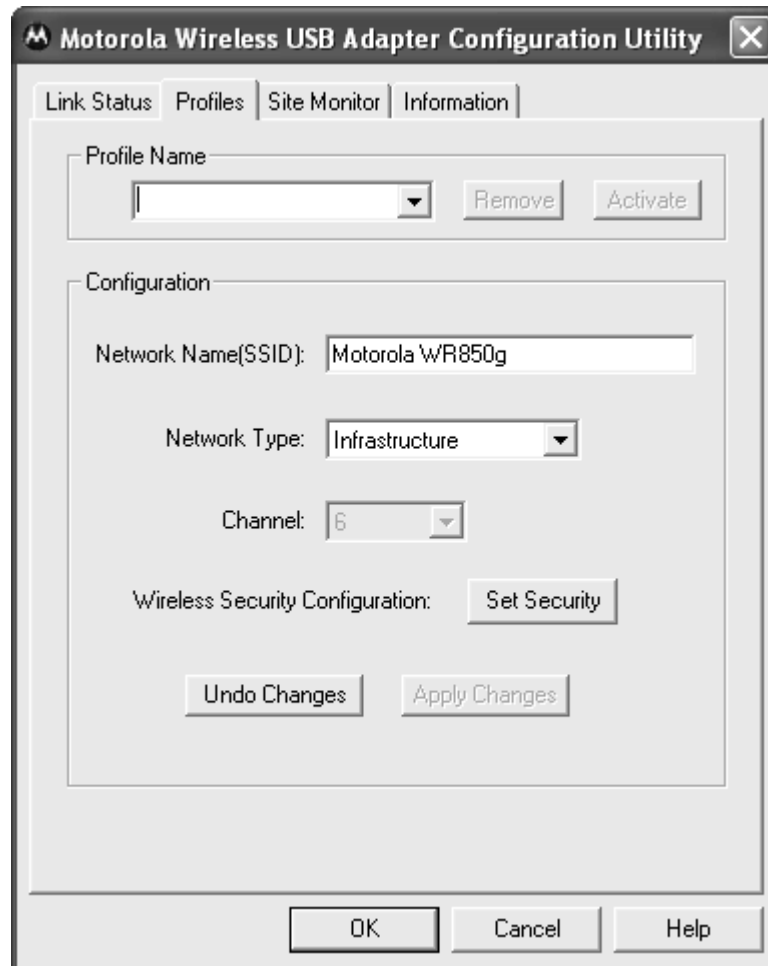 Motorola Wireless USB Adapter Configuration Utility
Link Status Profiles Site Monitor Information
Profile Name
Remove Activate
Configuration
Network Name(SSID): Motorola WR850g
Network Type: Infrastructure
Channel: 6
Wireless Security Configuration: Set Security
Undo Changes Apply Changes
OK Cancel Help